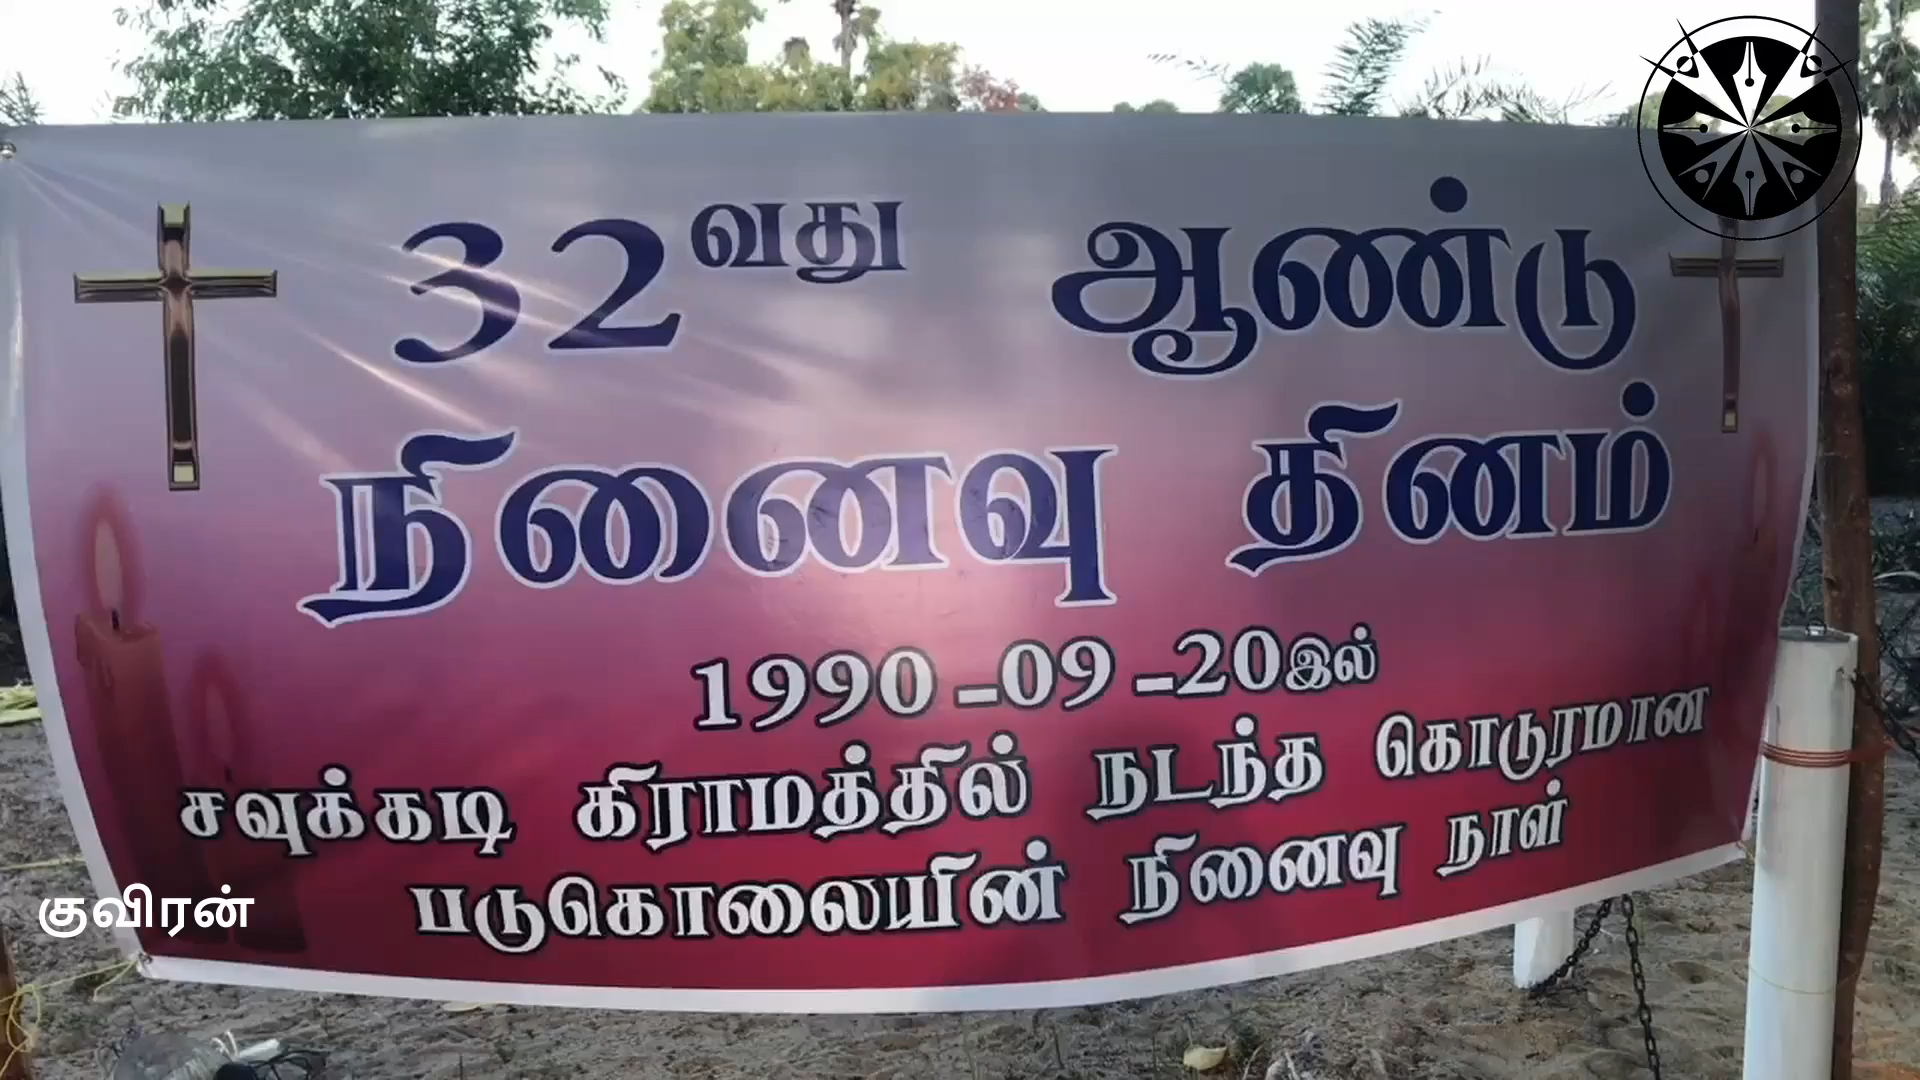 32வது ஆண்டு
நினைவு தினம்
1990-09-20இல்
சவுக்கடி கிராமத்தில் நடந்த கொடூரமான
படுகொலையின் நினைவு நாள்
குவிரன்